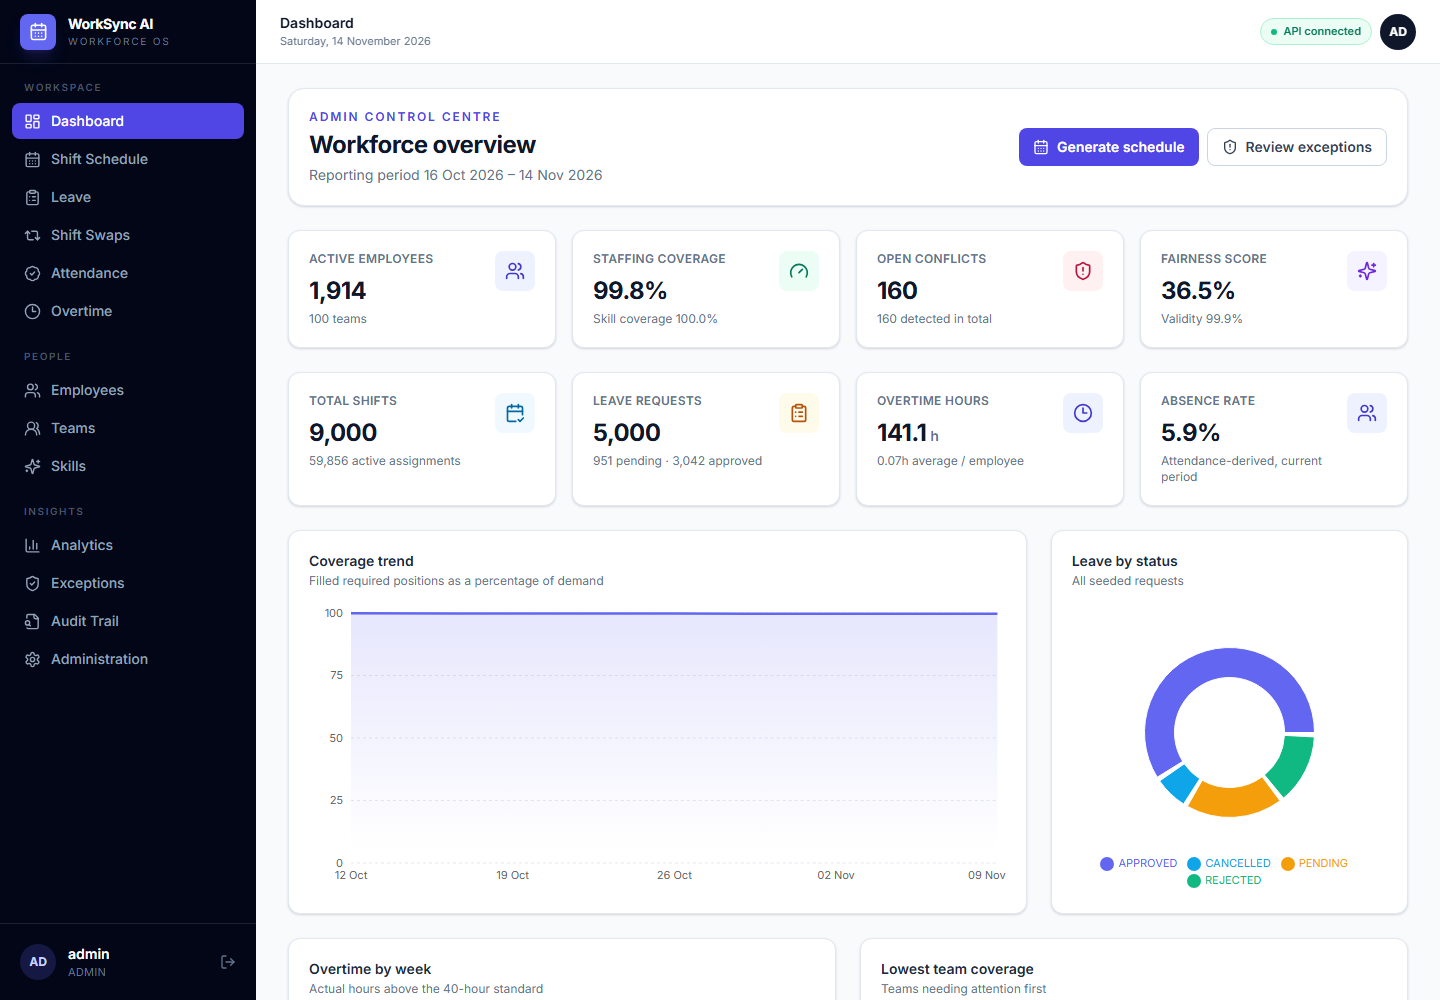 WorkSync AI
WORKFORCE OS
WORKSPACE
Dashboard
Shift Schedule
Leave
Shift Swaps
Attendance
Overtime
PEOPLE
Employees
Teams
Skills
INSIGHTS
Analytics
Exceptions
Audit Trail
Administration
AD
admin
ADMIN
Dashboard
Saturday, 14 November 2026
API connected
AD
ADMIN CONTROL CENTRE
Workforce overview
Reporting period 16 Oct 2026 – 14 Nov 2026
Generate schedule
Review exceptions
ACTIVE EMPLOYEES
1,914
100 teams
STAFFING COVERAGE
99.8%
Skill coverage 100.0%
OPEN CONFLICTS
160
160 detected in total
FAIRNESS SCORE
36.5%
Validity 99.9%
TOTAL SHIFTS
9,000
59,856 active assignments
LEAVE REQUESTS
5,000
951 pending · 3,042 approved
OVERTIME HOURS
141.1 h
0.07h average / employee
ABSENCE RATE
5.9%
Attendance-derived, current
period
Coverage trend
Filled required positions as a percentage of demand
100
75
50
25
0
12 Oct
19 Oct
26 Oct
02 Nov
09 Nov
Leave by status
All seeded requests
APPROVED
CANCELLED
PENDING
REJECTED
Overtime by week
Actual hours above the 40-hour standard
Lowest team coverage
Teams needing attention first